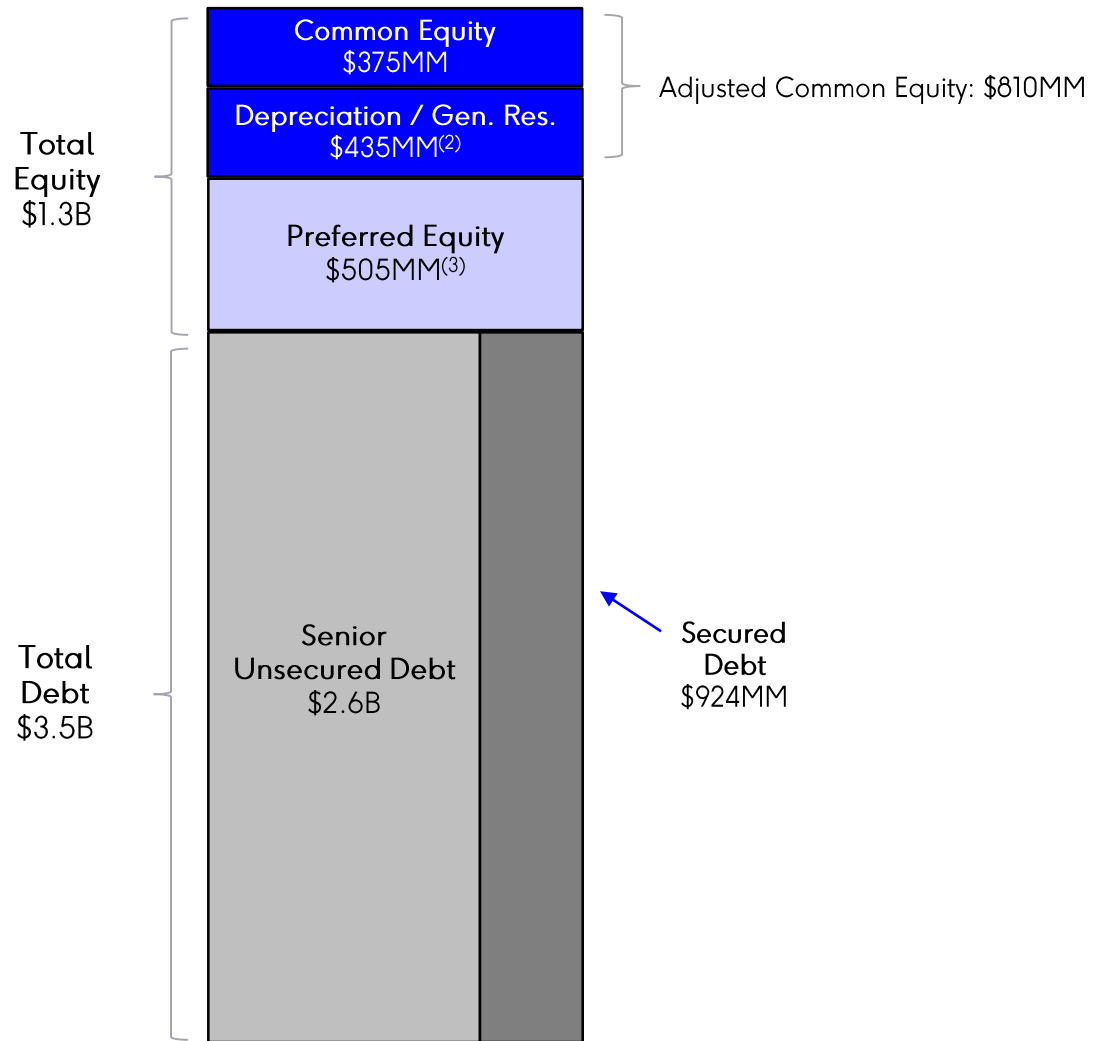 Common Equity
$375MM
Adjusted Common Equity: $810MM
Depreciation / Gen. Res.
$435MM(2)
Total
Equity
$1.3B
Preferred Equity
$505MM(3)
Senior
Unsecured Debt
$2.6B
Secured
Debt
$924MM
Total
Debt
$3.5B